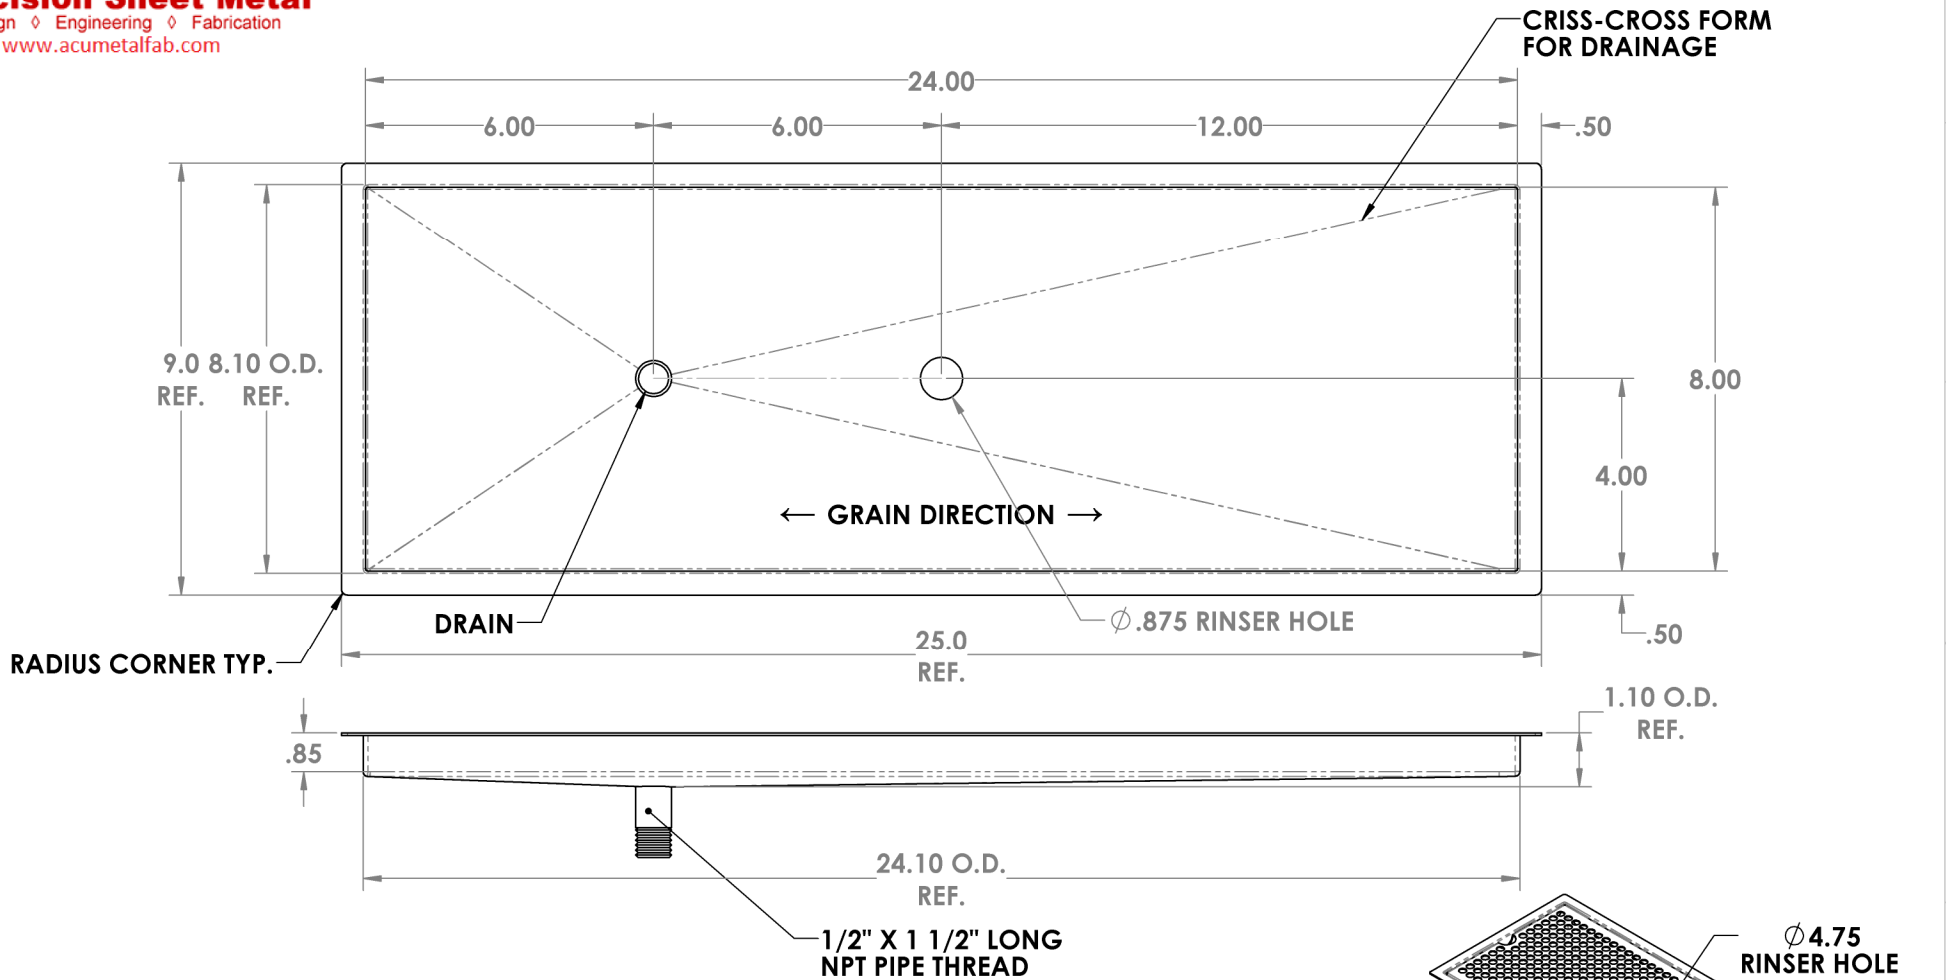 Sheet Metal
◊ Engineering ◊ Fabrication
www.acumetalfab.com
CRISS-CROSS FORM
FOR DRAINAGE
24.00
6.00
6.00
12.00
.50
9.0
REF.
8.10 O.D.
REF.
8.00
4.00
← GRAIN DIRECTION →
DRAIN
Ø.875 RINSER HOLE
.50
RADIUS CORNER TYP.
25.0
REF.
1.10 O.D.
REF.
.85
24.10 O.D.
REF.
1/2" X 1 1/2" LONG
NPT PIPE THREAD
Ø4.75
RINSER HOLE